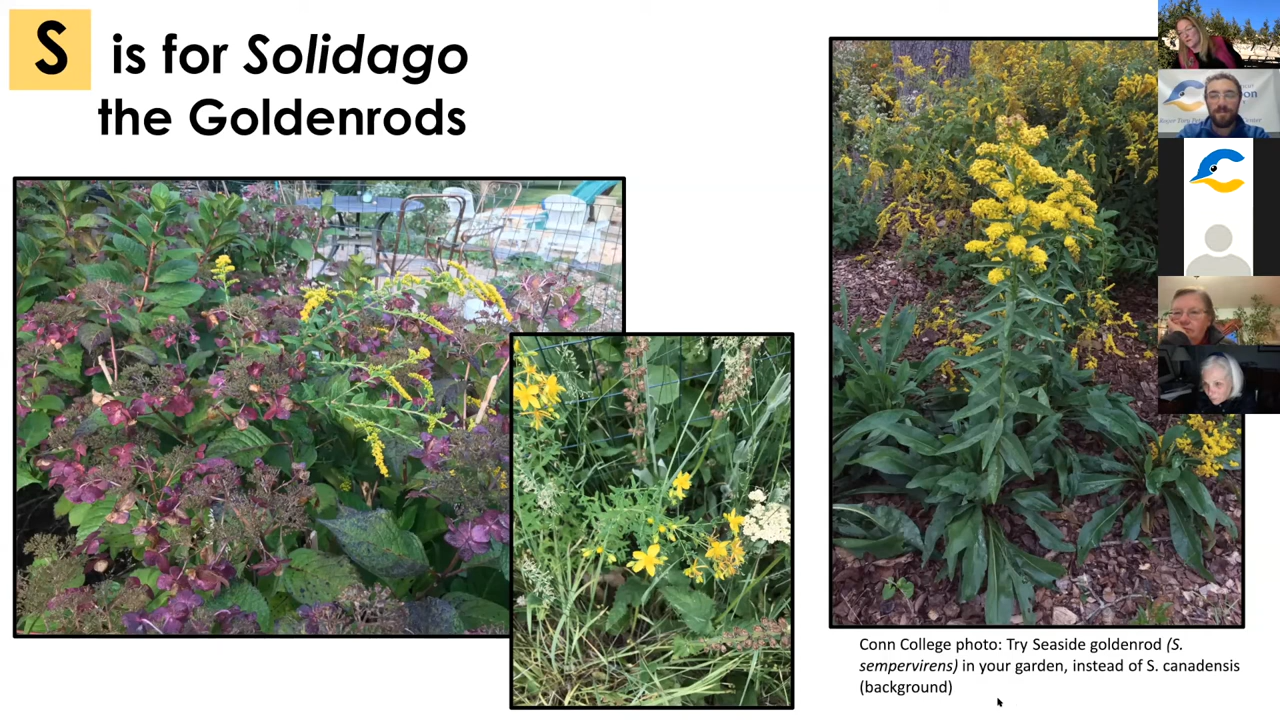 S is for Solidago
the Goldenrods
Conn College photo: Try Seaside goldenrod (S.
sempervirens) in your garden, instead of S. canadensis
(background)